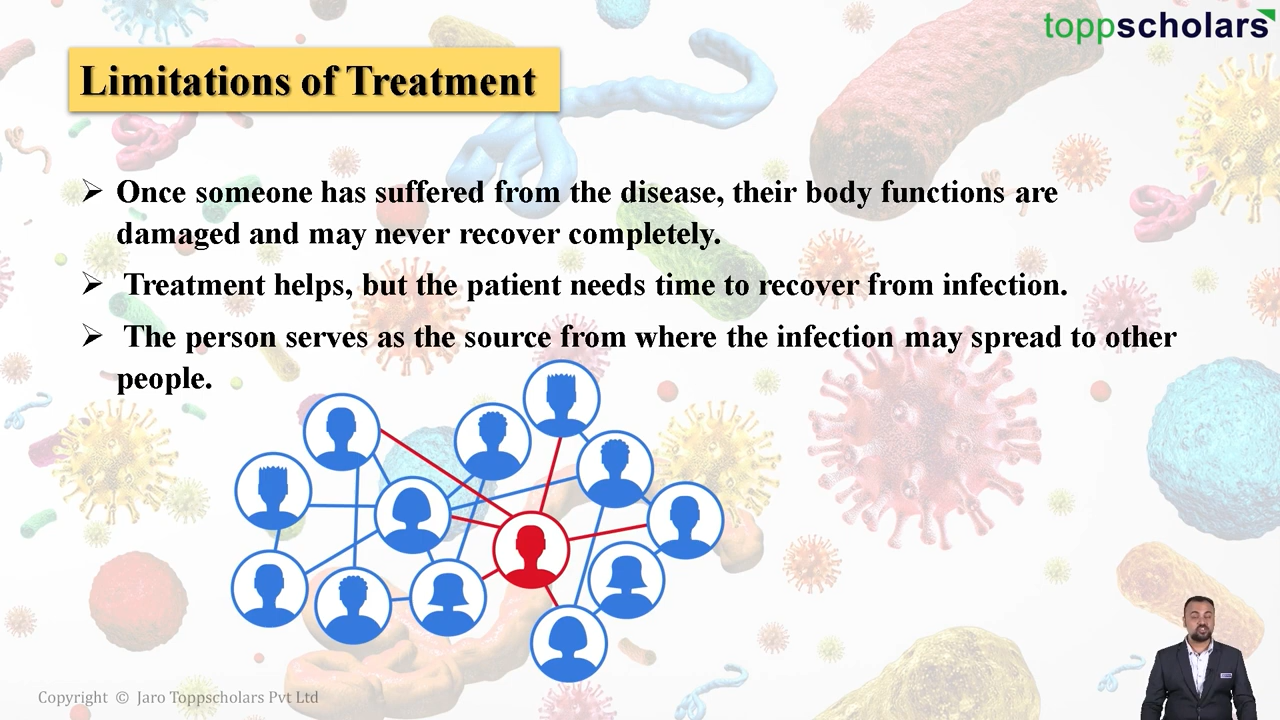 toppscholars
Limitations of Treatment
➢ Once someone has suffered from the disease, their body functions are
damaged and may never recover completely.
➢ Treatment helps, but the patient needs time to recover from infection.
➢ The person serves as the source from where the infection may spread to other
people.
Copyright © Jaro Toppscholars Pvt Ltd